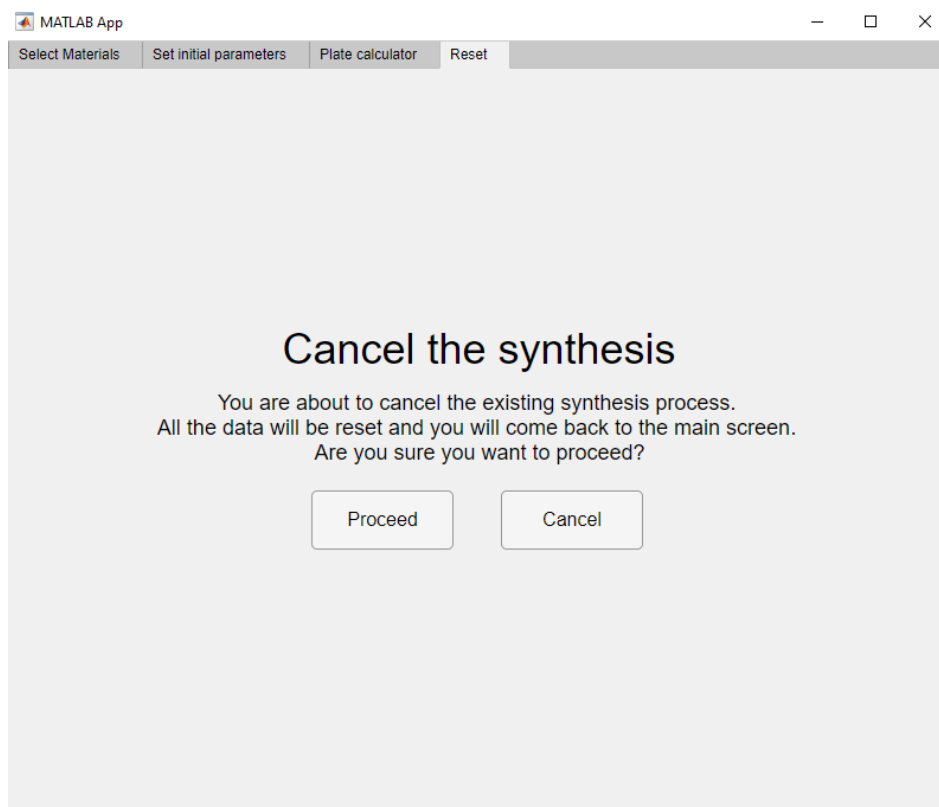 MATLAB App
Select Materials Set initial parameters Plate calculator Reset
Cancel the synthesis
You are about to cancel the existing synthesis process.
All the data will be reset and you will come back to the main screen.
Are you sure you want to proceed?
Proceed Cancel